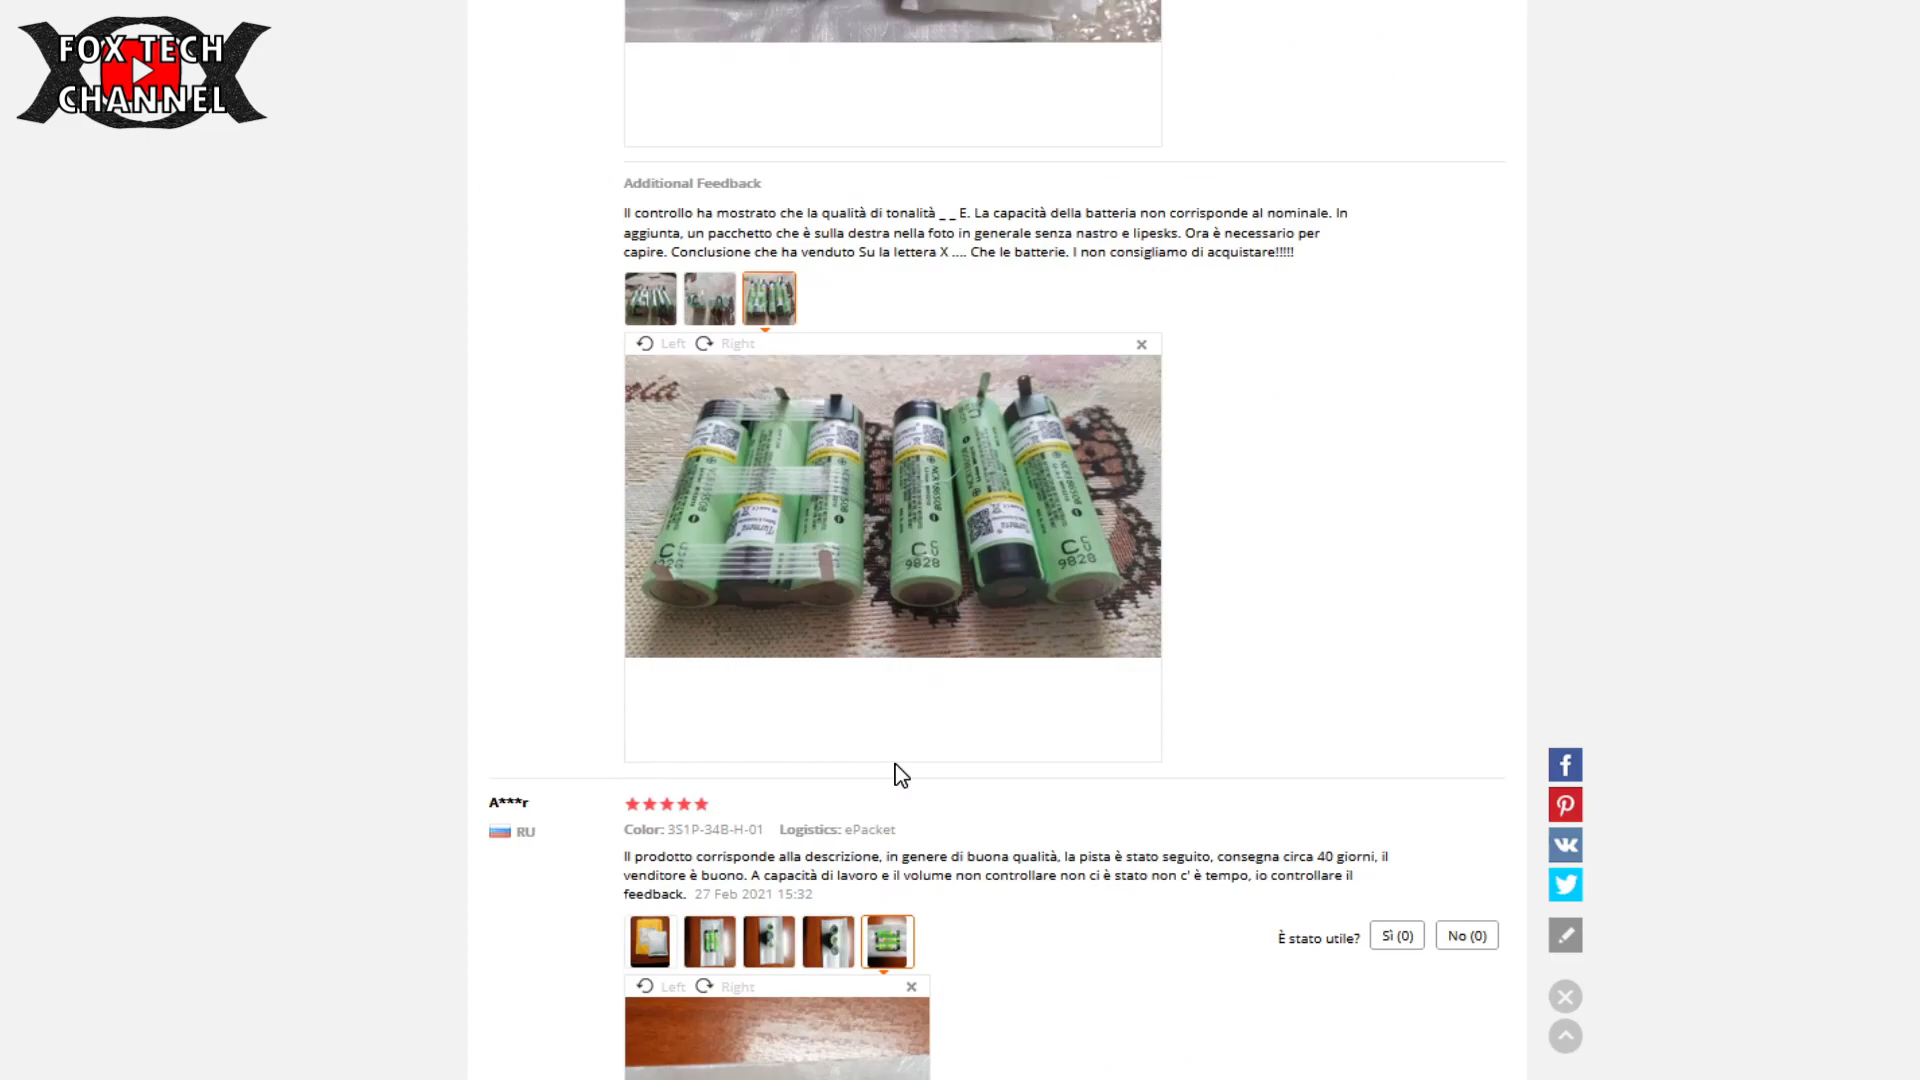 FOX TECH
CHANNEL
Additional Feedback
Il controllo ha mostrato che la qualità di tonalità _ _ E. La capacità della batteria non corrisponde al nominale. In
aggiunta, un pacchetto che è sulla destra nella foto in generale senza nastro e lipesks. Ora è necessario per
capire. Conclusione che ha venduto Su la lettera X .... Che le batterie. I non consigliamo di acquistare!!!!!
Left Right
NCR18650B
NCR18650B
C
9828
C
9828
A***r
RU
Color: 3S1P-34B-H-01 Logistics: ePacket
Il prodotto corrisponde alla descrizione, in genere di buona qualità, la pista è stato seguito, consegna circa 40 giorni, il
venditore è buono. A capacità di lavoro e il volume non controllare non ci è stato non c' è tempo, io controllare il
feedback. 27 Feb 2021 15:32
È stato utile? Sì (0) No (0)
Left Right